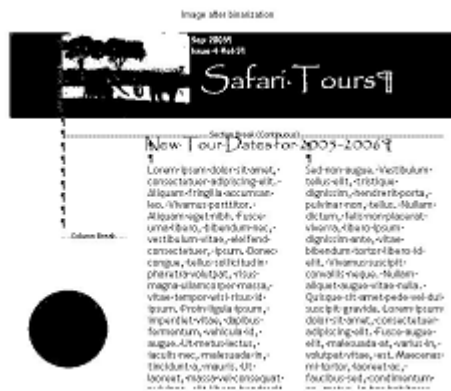 Image after binarization
Sep 2005¶
Issue 4 Vol 21
Safari·Tours¶
Section Break (Continuous)
New·Tour·Dates·for·2005-2006¶
Lorem·ipsum·dolor·sit·amet,·
consectetuer·adipiscing·elit.·
Aliquam·fringilla·accumsan·
leo.·Vivamus·porttitor.·
Aliquam·eget·nibh.·Fusce·
urna·libero,·bibendum·nec,·
vestibulum·vitae,·eleifend·
consectetuer,·ipsum.·Donec·
congue,·tellus·sollicitudin·
pharetra·volutpat,·risus·
magna·ullamcorper·massa,·
vitae·tempor·wisi·risus·id·
ipsum.·Proin·ligula·ipsum,·
imperdiet·vitae,·dapibus·
fermentum,·vehicula·id,·
augue.·Ut·metus·lectus,·
iaculis·nec,·malesuada·in,·
tincidunt·a,·mauris.·Ut·
laoreet,·massa·vel·consequat·
Column Break
Sed·non·augue.·Vestibulum·
tellus·elit,·tristique·
dignissim,·hendrerit·porta,·
pulvinar·non,·tellus.·Nullam·
dictum,·felis·non·placerat·
viverra,·libero·ipsum·
dignissim·ante,·vitae·
bibendum·tortor·libero·id·
elit.·Vivamus·suscipit·
convallis·neque.·Nullam·
aliquet·augue·vitae·nulla.·
Quisque·sit·amet·pede·vel·dui·
suscipit·gravida.·Lorem·ipsum·
dolor·sit·amet,·consectetuer·
adipiscing·elit.·Fusce·augue·
elit,·malesuada·at,·varius·in,·
volutpat·vitae,·est.·Maecenas·
mi·tortor,·laoreet·ac,·
faucibus·sed,·condimentum·